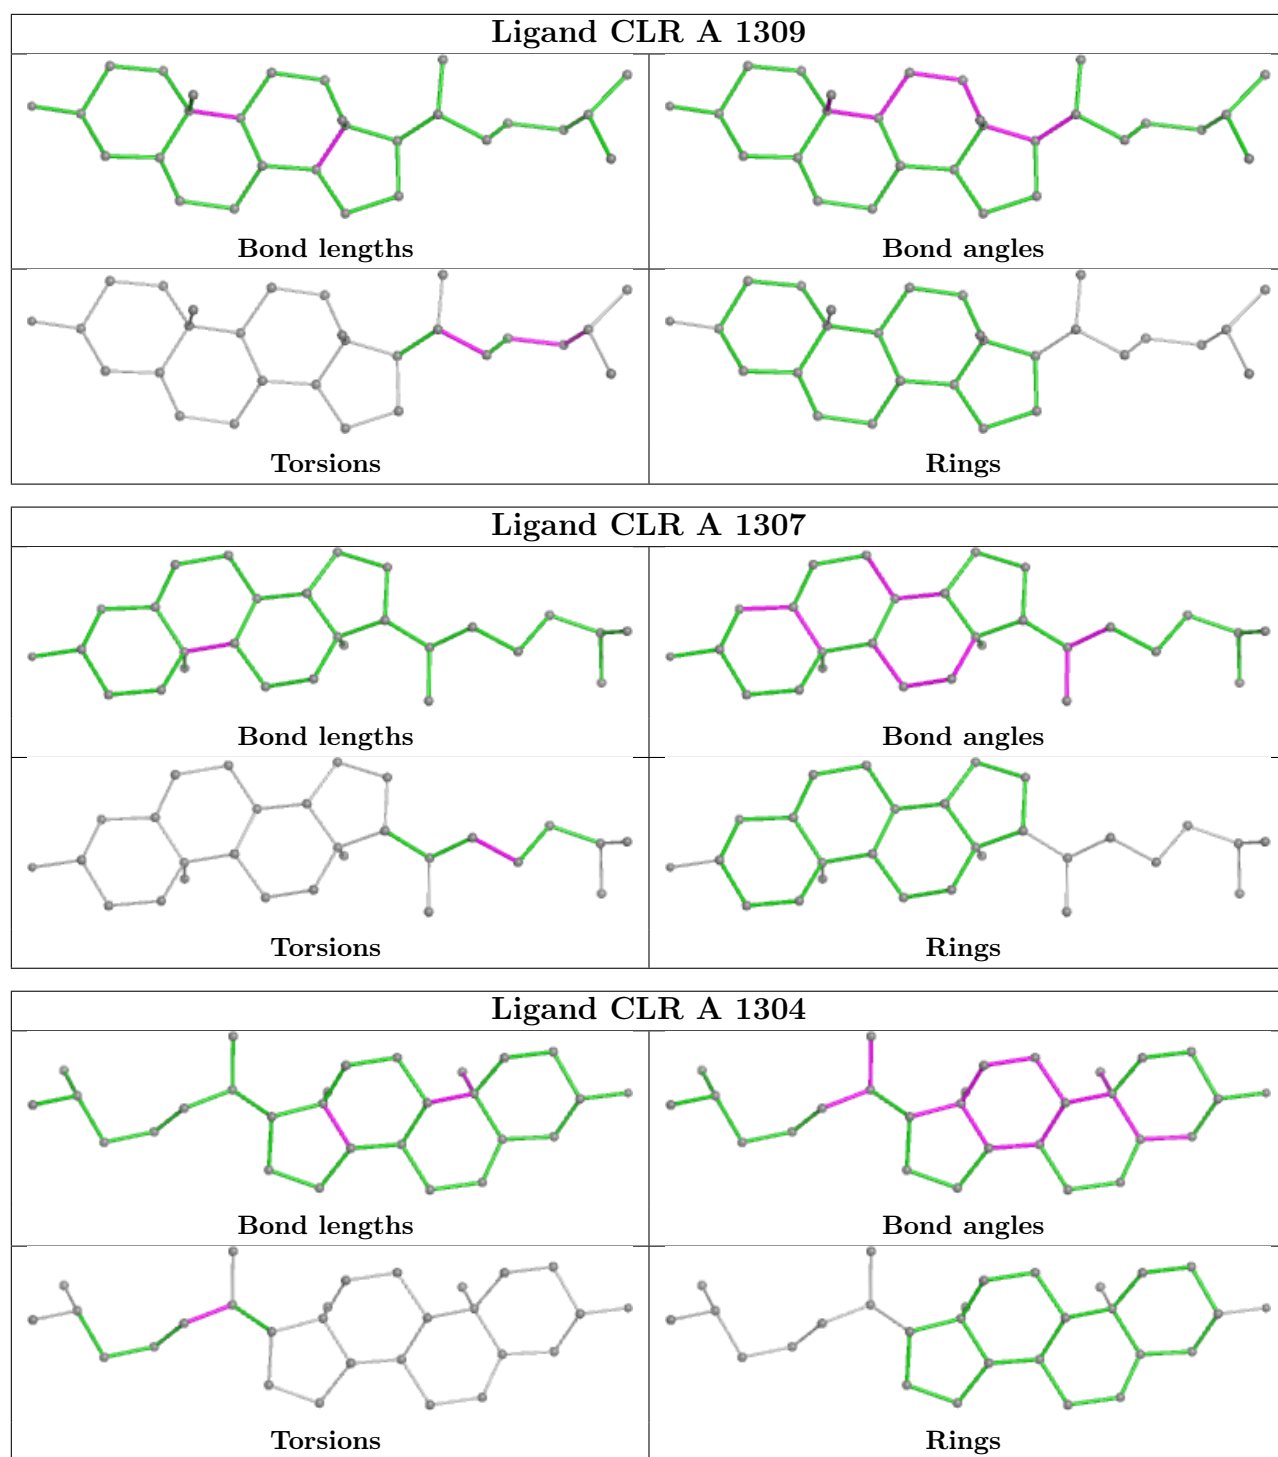 Ligand CLR A 1309
Bond lengths
Bond angles
Torsions
Rings
Ligand CLR A 1307
Bond lengths
Bond angles
Torsions
Rings
Ligand CLR A 1304
Bond lengths
Bond angles
Torsions
Rings